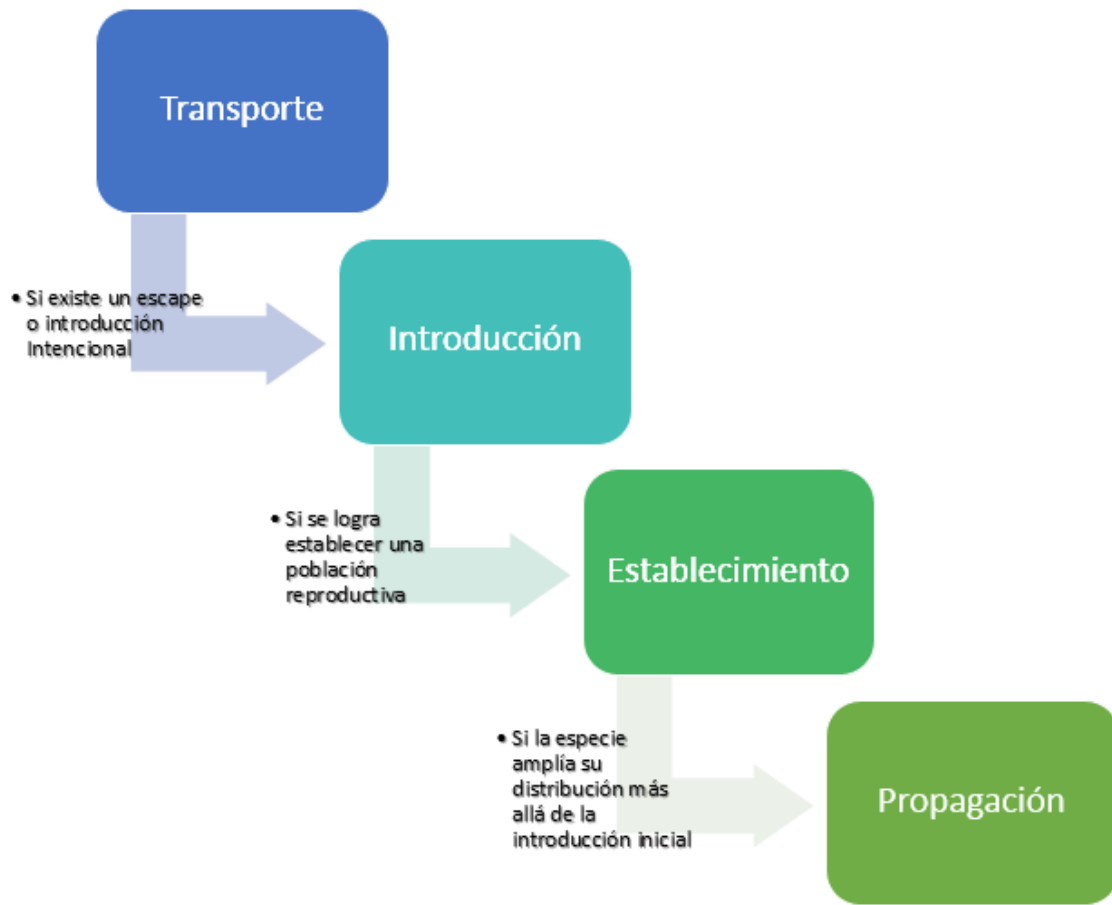 Transporte
• Si existe un escape
o introducción
Intencional
Introducción
• Si se logra
establecer una
población
reproductiva
Establecimiento
• Si la especie
amplía su
distribución más
allá de la
introducción inicial
Propagación